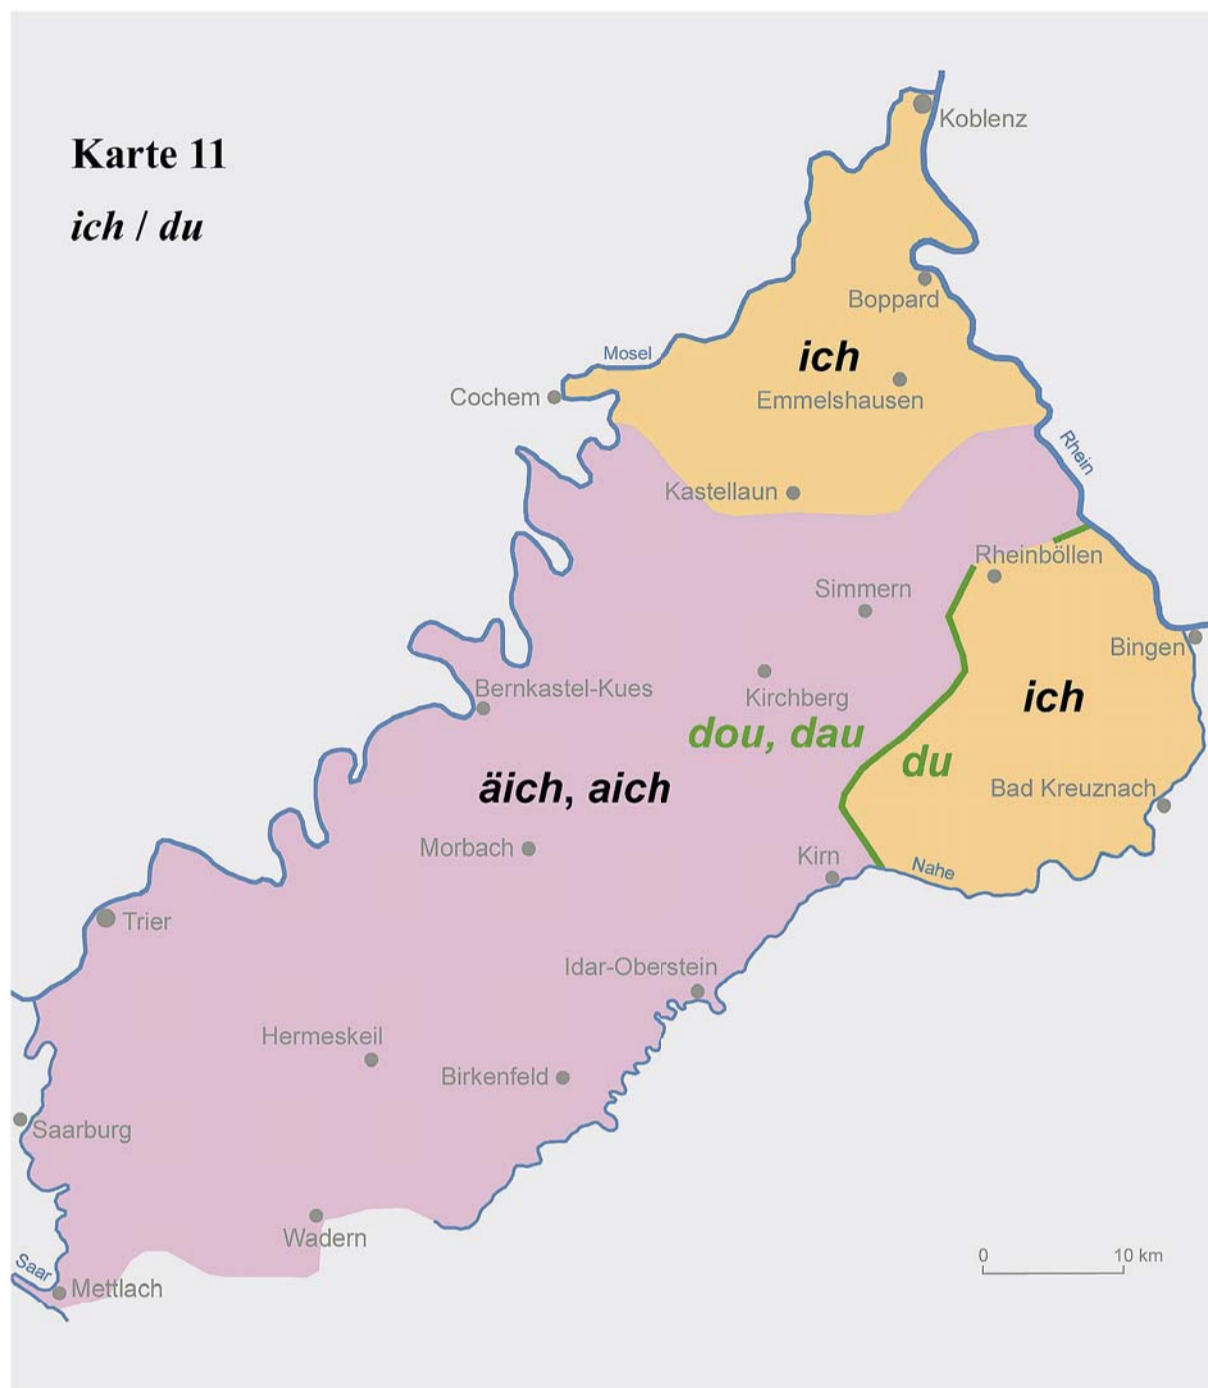 Karte 11
ich / du
Koblenz
Boppard
ich
Mosel
Emmelshausen
Cochem
Rhein
Kastellaun
Rheinböllen
Simmern
Bingen
Bernkastel-Kues
Kirchberg
ich
dou, dau
du
äich, aich
Bad Kreuznach
Morbach
Kirn
Nahe
Trier
Idar-Oberstein
Hermeskeil
Birkenfeld
Saarburg
Wadern
0 10 km
Saar
Mettlach